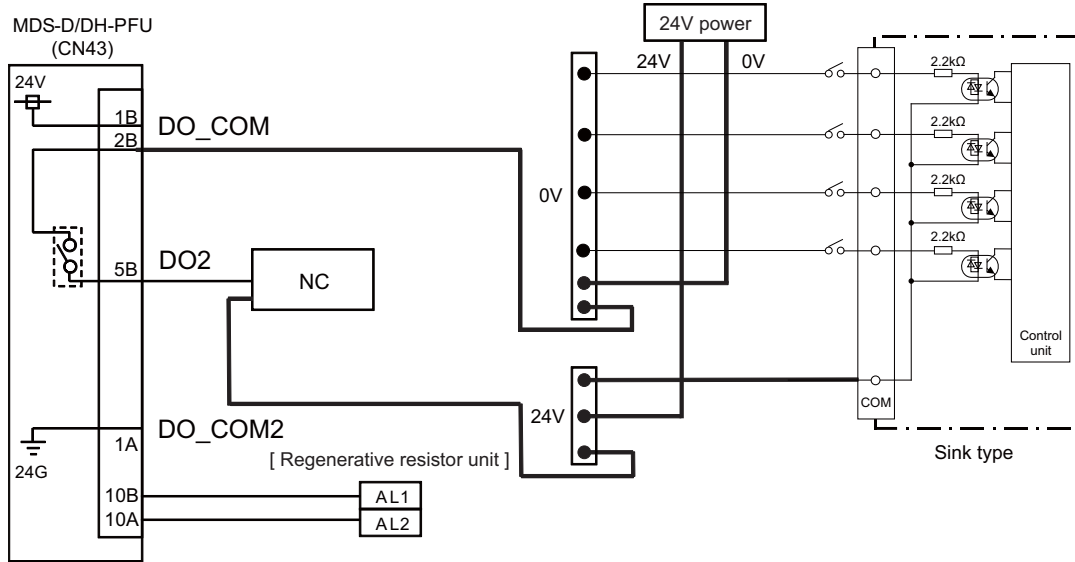 MDS-D/DH-PFU
(CN43)
24V
1B
DO_COM
2B
5B
DO2
NC
1A
DO_COM2
24G
[ Regenerative resistor unit ]
10B
AL1
10A
AL2
24V power
24V
0V
0V
24V
2.2kΩ
2.2kΩ
2.2kΩ
2.2kΩ
Control
unit
COM
Sink type